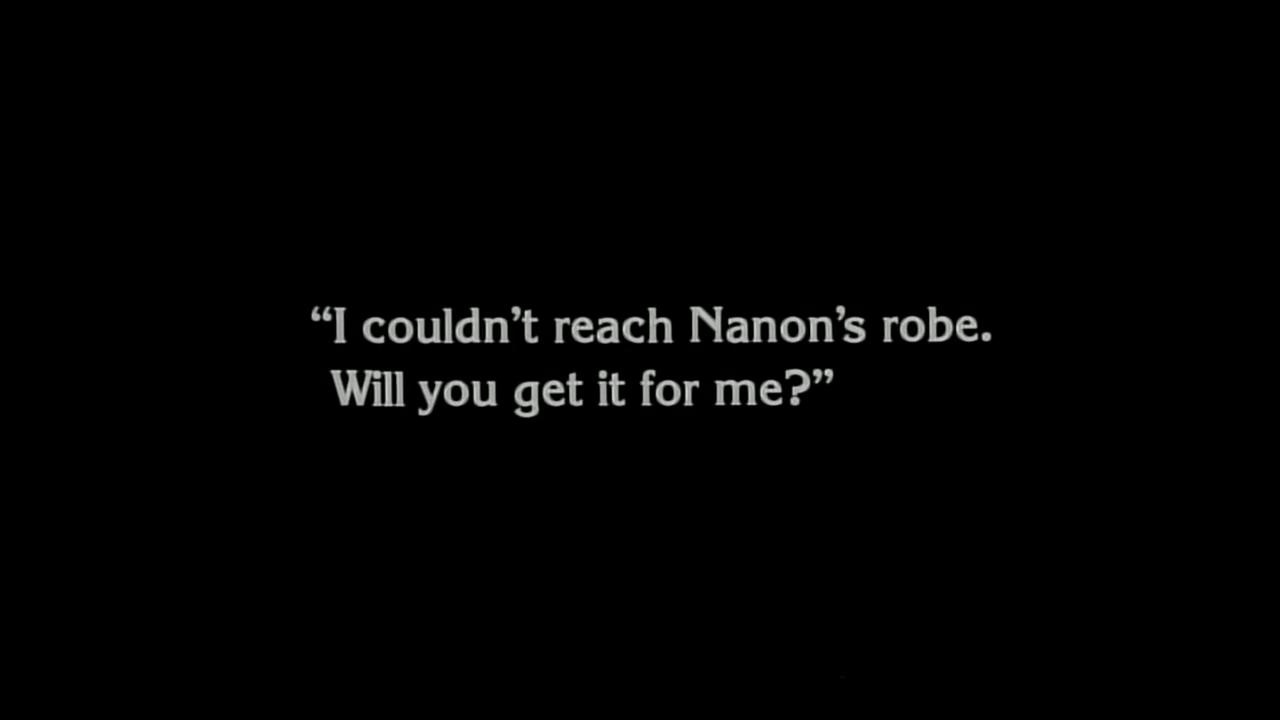 “I couldn’t reach Nanon’s robe.
Will you get it for me?”